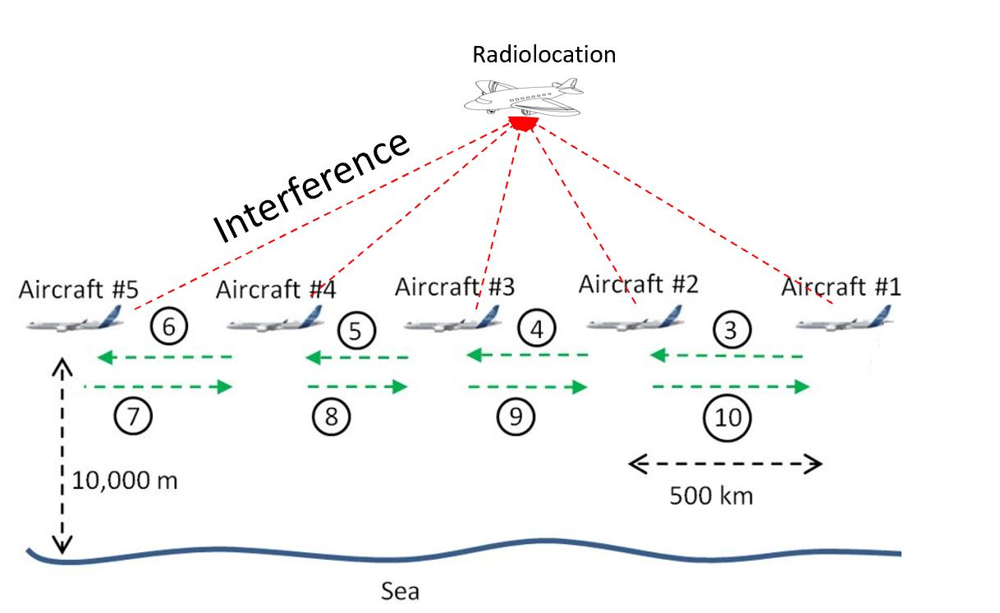 Radiolocation
Interference
Aircraft #5
Aircraft #4
Aircraft #3
Aircraft #2
Aircraft #1
6
5
4
3
7
8
9
10
10,000 m
500 km
Sea